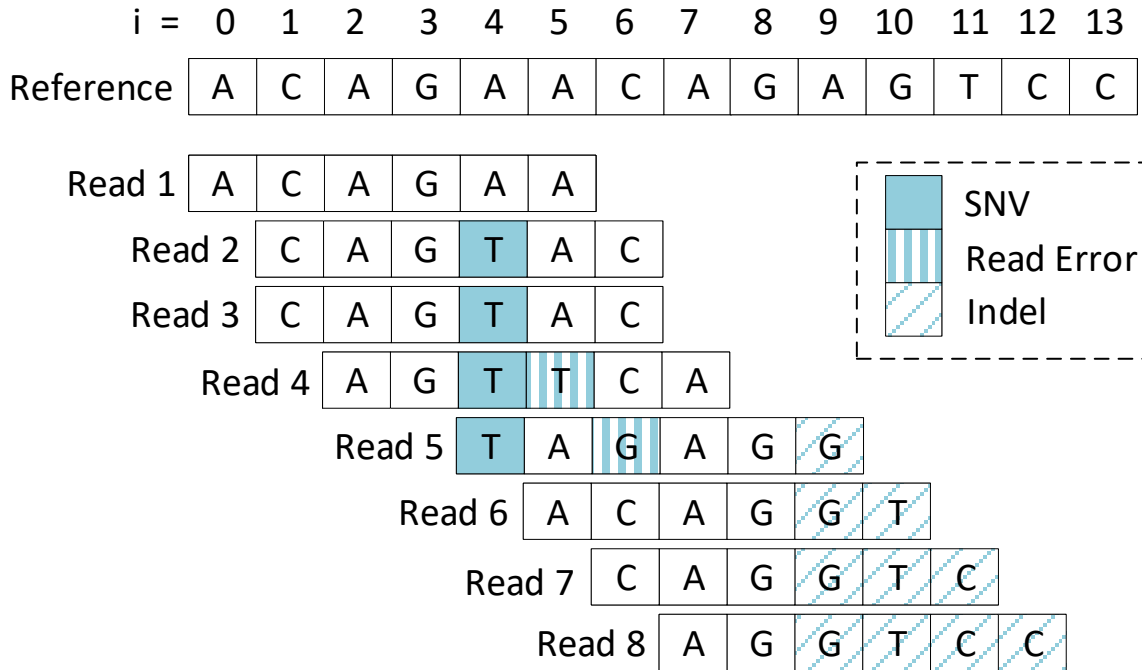 i = 0 1 2 3 4 5 6 7 8 9 10 11 12 13
Reference A C A G A A C A G A G T C C
Read 1 A C A G A A
SNV
Read 2 C A G T A C
Read Error
Read 3 C A G T A C
Indel
Read 4 A G T T C A
Read 5 T A G A G G
Read 6 A C A G G T
Read 7 C A G G T C
Read 8 A G G T C C